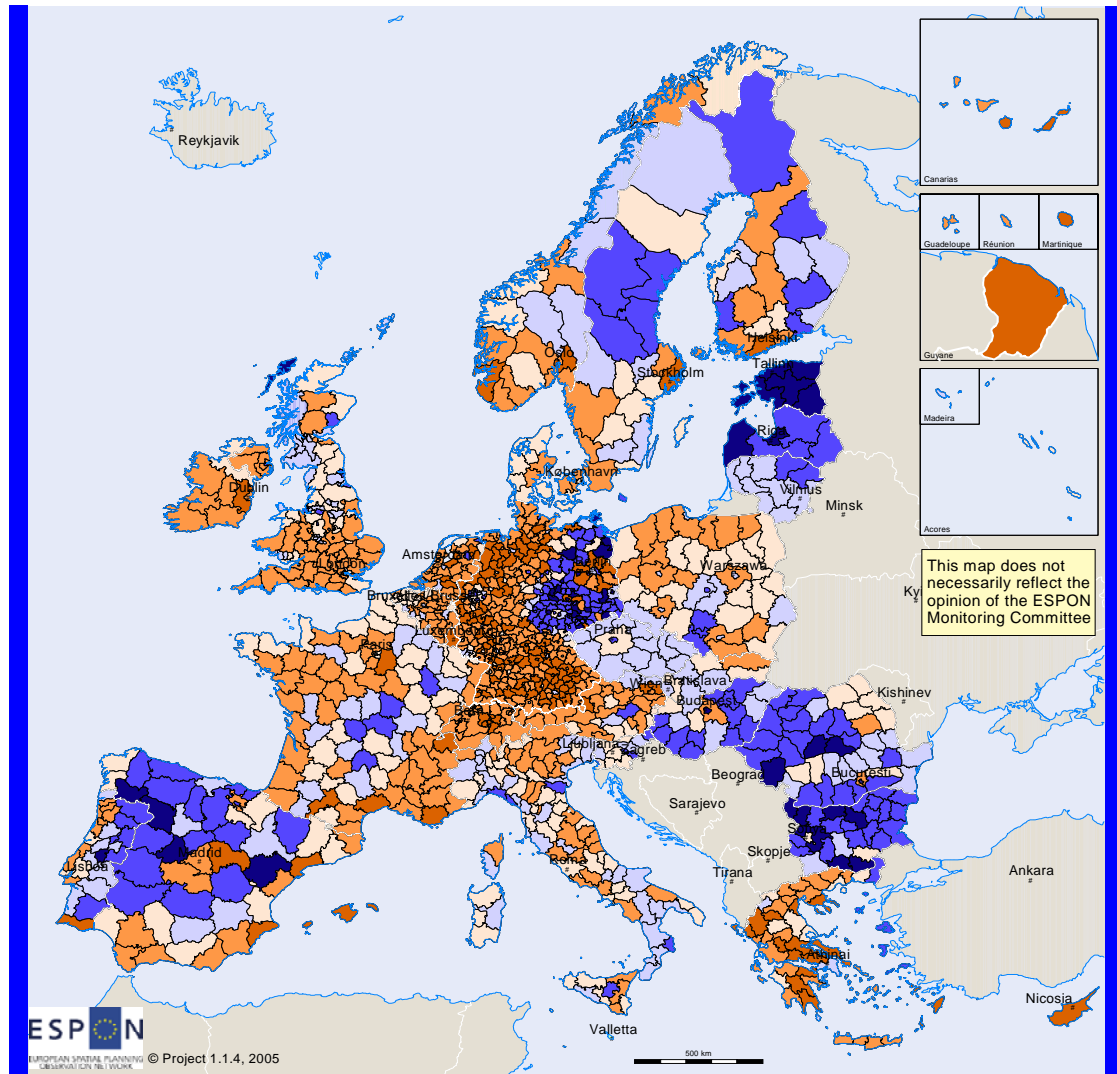 Reykjavik
Canarias
Guadeloupe
Réunion
Martinique
Guyane
Madeira
Acores
This map does not
necessarily reflect the
opinion of the ESPON
Monitoring Committee
Oslo
Helsinki
Stockholm
Tallinn
Riga
København
Vilnius
Minsk
Dublin
London
Amsterdam
Berlin
Warszawa
Luxembourg
Paris
Praha
Wien
Bratislava
Budapest
Kishinev
Bern
Ljubljana
Zagreb
Beograd
Bucuresti
Sarajevo
Sofia
Skopje
Tirana
Roma
Madrid
Lisboa
Ankara
Athinai
Nicosia
Valletta
500 km
ESPON
EUROPEAN SPATIAL PLANNING
OBSERVATION NETWORK
© Project 1.1.4, 2005